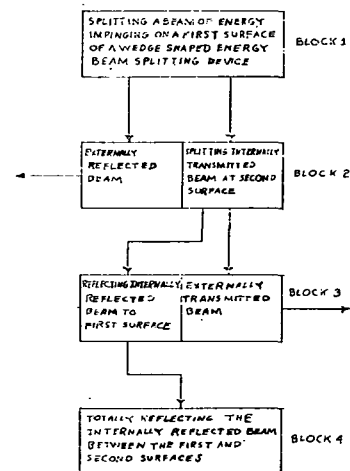 SPLITTING A BEAM OF ENERGY
IMPINGING ON A FIRST SURFACE
OF A WEDGE SHAPED ENERGY
BEAM SPLITTING DEVICE
BLOCK 1
EXTERNALLY
REFLECTED
BEAM
SPLITTING INTERNALLY
TRANSMITTED
BEAM AT SECOND
SURFACE
BLOCK 2
REFLECTING INTERNALLY
REFLECTED
BEAM TO
FIRST SURFACE
EXTERNALLY
TRANSMITTED
BEAM
BLOCK 3
TOTALLY REFLECTING THE
INTERNALLY REFLECTED BEAM
BETWEEN THE FIRST AND
SECOND SURFACES
BLOCK 4